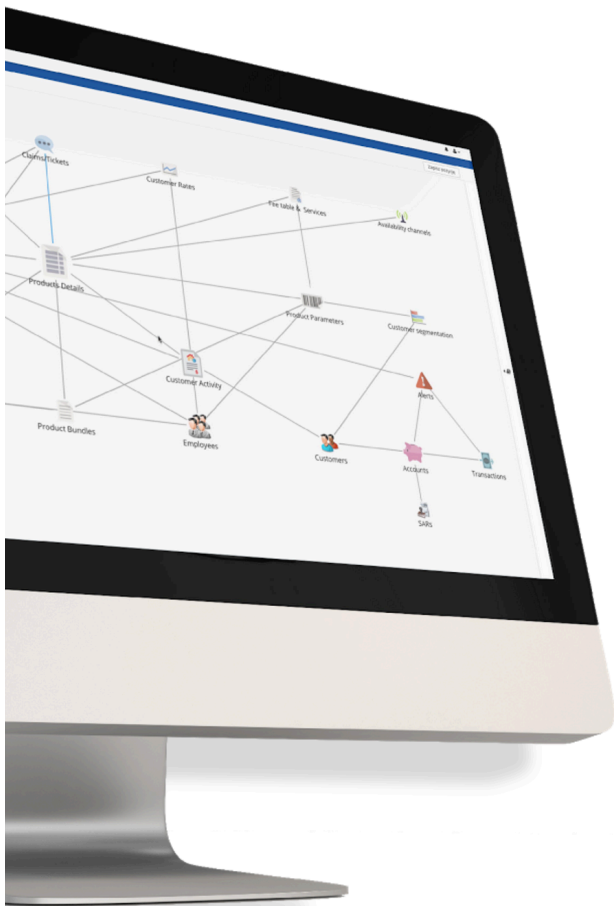 Claims/Tickets
Customer Rates
Fee table & Services
Availability channels
Products Details
Product Parameters
Customer segmentation
Customer Activity
Alerts
Product Bundles
Employees
Customers
Accounts
Transactions
SARs